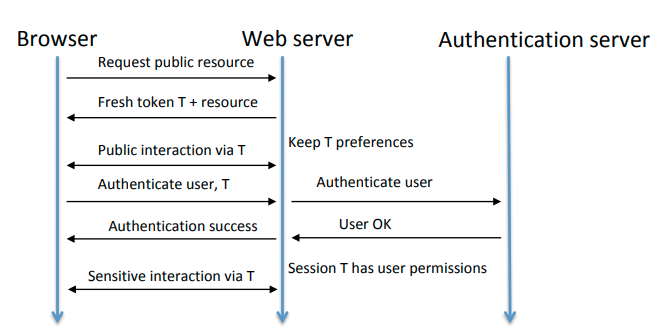 Browser
Web server
Authentication server
Request public resource
Fresh token T + resource
Keep T preferences
Public interaction via T
Authenticate user, T
Authenticate user
Authentication success
User OK
Session T has user permissions
Sensitive interaction via T